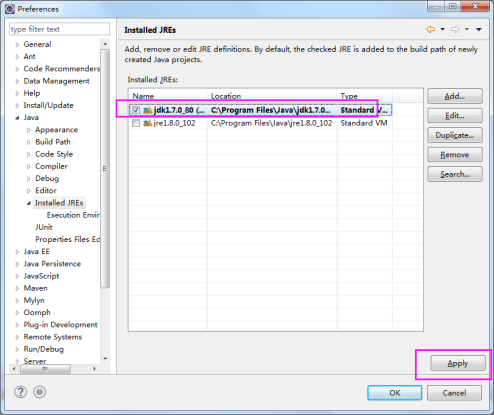 Preferences
type filter text
Installed JREs
General
Ant
Code Recommenders
Data Management
Help
Install/Update
Java
Appearance
Build Path
Code Style
Compiler
Debug
Editor
Installed JREs
Execution Envir
JUnit
Properties Files Ed
Java EE
Java Persistence
JavaScript
Maven
Mylyn
Oomph
Plug-in Development
Remote Systems
Run/Debug
Server
Add, remove or edit JRE definitions. By default, the checked JRE is added to the build path of newly
created Java projects.
Installed JREs:
Name Location Type
jdk1.7.0_80 (... C:\Program Files\Java\jdk1.7.0... Standard V...
jre1.8.0_102 C:\Program Files\Java\jre1.8.0_102 Standard VM
Add...
Edit...
Duplicate...
Remove
Search...
Apply
OK Cancel